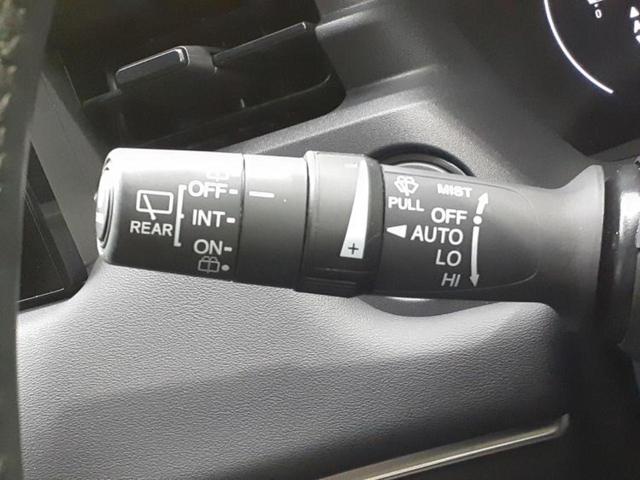 OFF
INT
ON
REAR
PULL
MIST
OFF
AUTO
LO
HI